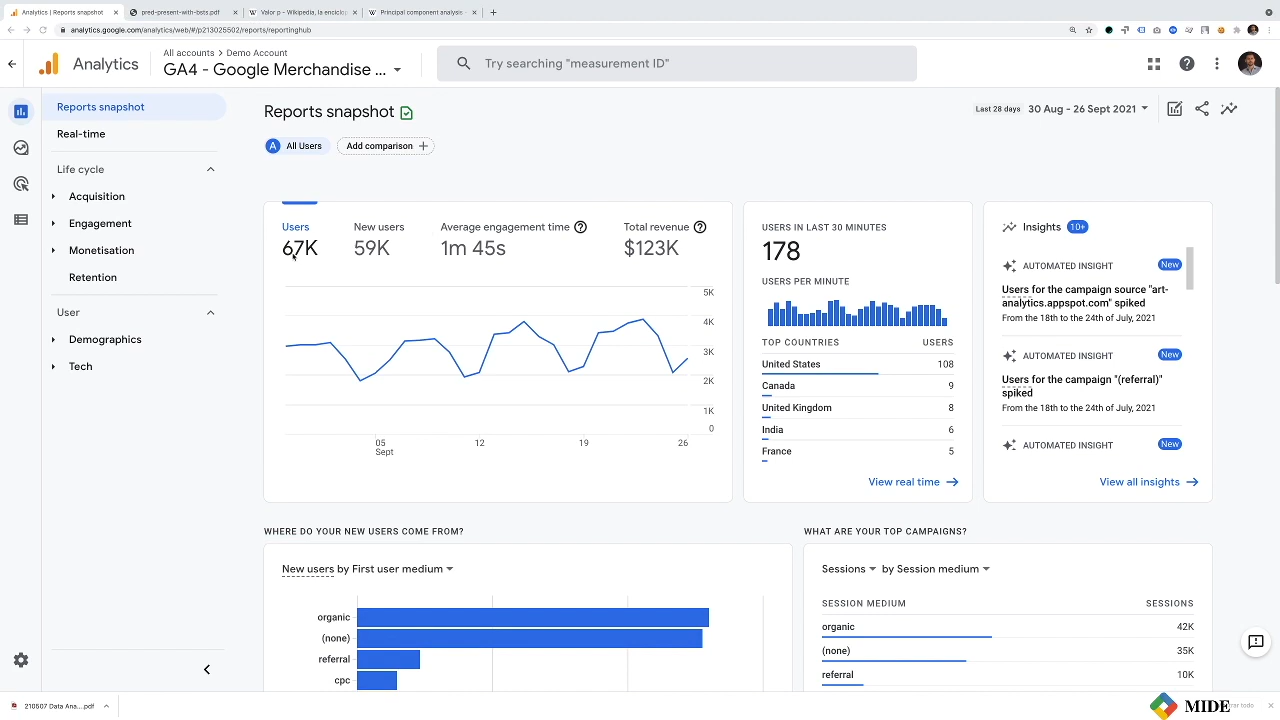 Analytics | Reports snapshot
pred-present-with-bsts.pdf
Valor p - Wikipedia, la enciclop
Principal component analysis -
analytics.google.com/analytics/web/#/p213025502/reports/reportinghub
Analytics
All accounts > Demo Account
GA4 - Google Merchandise ...
Try searching "measurement ID"
Reports snapshot
Real-time
Life cycle
Acquisition
Engagement
Monetisation
Retention
User
Demographics
Tech
Reports snapshot
Last 28 days 30 Aug - 26 Sept 2021
A All Users
Add comparison +
Users
67K
New users
59K
Average engagement time
1m 45s
Total revenue
$123K
5K
4K
3K
2K
1K
0
05
Sept
12
19
26
USERS IN LAST 30 MINUTES
178
USERS PER MINUTE
TOP COUNTRIES USERS
United States 108
Canada 9
United Kingdom 8
India 6
France 5
View real time
Insights 10+
AUTOMATED INSIGHT New
Users for the campaign source "art-
analytics.appspot.com" spiked
From the 18th to the 24th of July, 2021
AUTOMATED INSIGHT New
Users for the campaign "(referral)"
spiked
From the 18th to the 24th of July, 2021
AUTOMATED INSIGHT New
View all insights
WHERE DO YOUR NEW USERS COME FROM?
New users by First user medium
organic
(none)
referral
cpc
WHAT ARE YOUR TOP CAMPAIGNS?
Sessions by Session medium
SESSION MEDIUM SESSIONS
organic 42K
(none) 35K
referral 10K
210507 Data Ana....pdf
MIDE